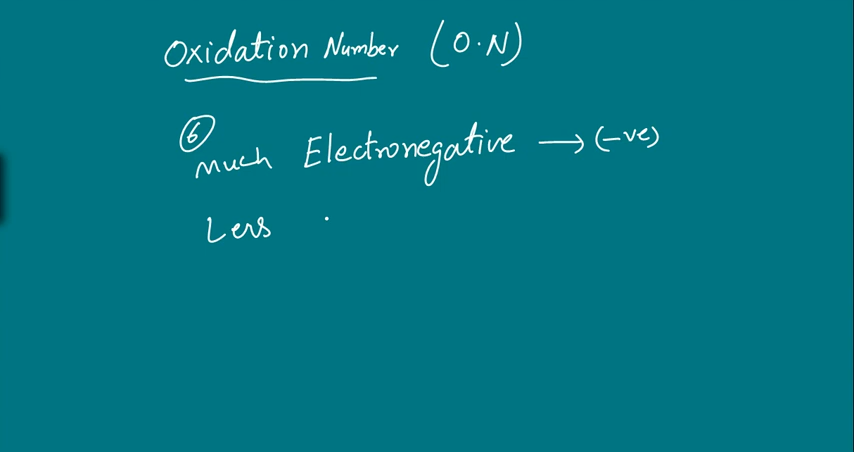 Oxidation Number (O.N)
⑥
Much Electronegative → (-ve)
Less